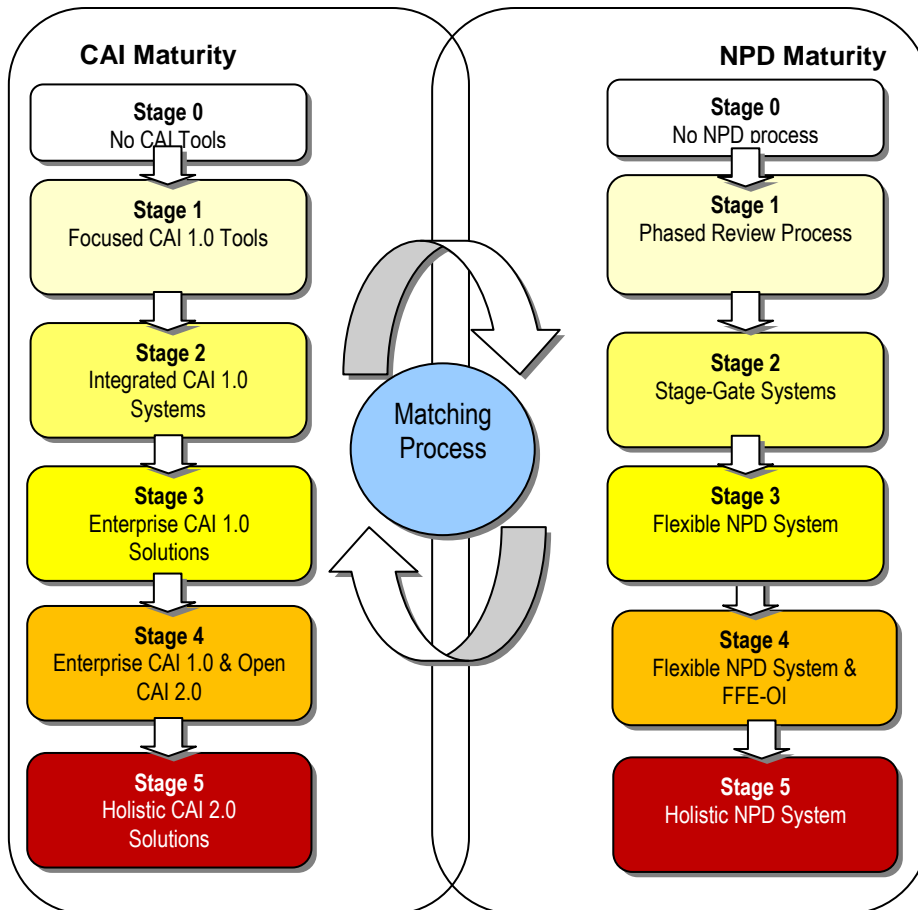 CAI Maturity
Stage 0
No CAI Tools
Stage 1
Focused CAI 1.0 Tools
Stage 2
Integrated CAI 1.0
Systems
Stage 3
Enterprise CAI 1.0
Solutions
Stage 4
Enterprise CAI 1.0 & Open
CAI 2.0
Stage 5
Holistic CAI 2.0
Solutions
Matching
Process
NPD Maturity
Stage 0
No NPD process
Stage 1
Phased Review Process
Stage 2
Stage-Gate Systems
Stage 3
Flexible NPD System
Stage 4
Flexible NPD System &
FFE-OI
Stage 5
Holistic NPD System